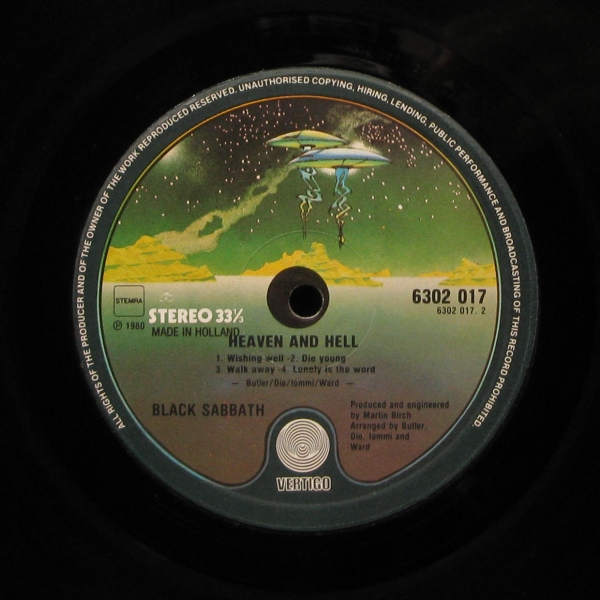 ALL RIGHTS OF THE PRODUCER AND OF THE OWNER OF THE WORK REPRODUCED RESERVED. UNAUTHORISED COPYING, HIRING, LENDING, PUBLIC PERFORMANCE AND BROADCASTING OF THIS RECORD PROHIBITED.
STEMRA
℗ 1980
STEREO 33⅓
MADE IN HOLLAND
6302 017
6302 017. 2
HEAVEN AND HELL
1. Wishing well -2. Die young
3. Walk away -4. Lonely is the word
— Butler/Dio/Iommi/Ward —
BLACK SABBATH
Produced and engineered
by Martin Birch
Arranged by Butler,
Dio, Iommi and
Ward
VERTIGO